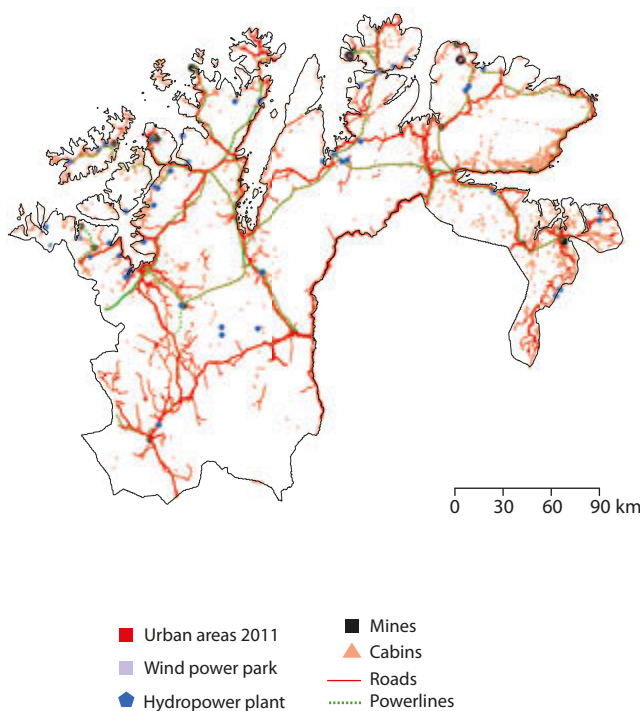 0 30 60 90 km
Urban areas 2011
Wind power park
Hydropower plant
Mines
Cabins
Roads
Powerlines